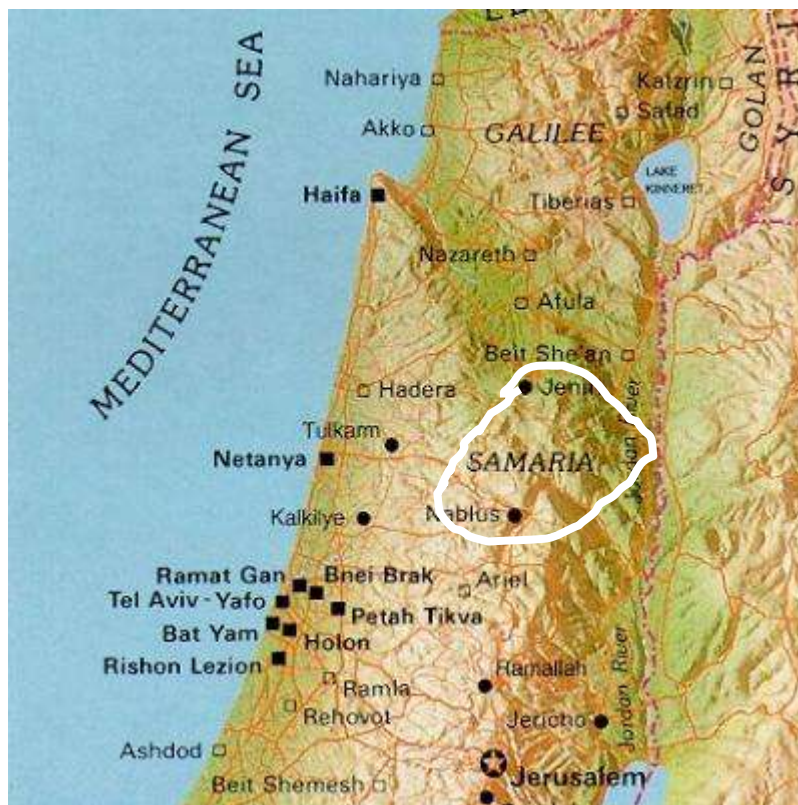 MEDITERRANEAN SEA
Nahariya
Katzrin
Safad
GOLAN
Akko
GALILEE
LAKE
KINNERET
Haifa
Tiberias
Nazareth
Afula
Beit She'an
Hadera
Tulkarm
Jordan River
Netanya
SAMARIA
Kalkilye
Nablus
Ramat Gan
Bnei Brak
Ariel
Tel Aviv-Yafo
Petah Tikva
Bat Yam
Holon
Rishon Lezion
Ramallah
Ramla
Rehovot
Jericho
Jordan River
Ashdod
Jerusalem
Beit Shemesh